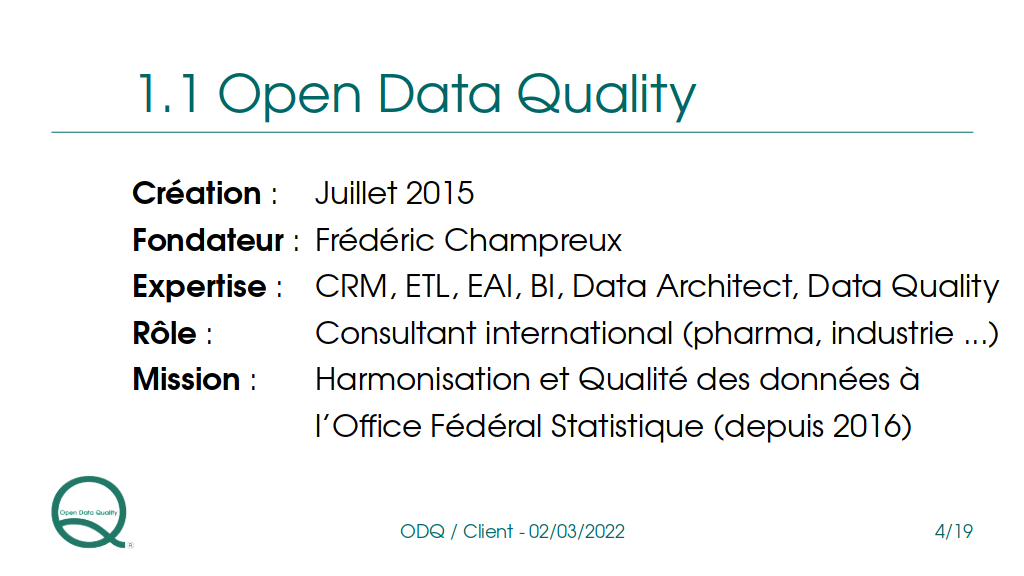 1.1 Open Data Quality
Création : Juillet 2015
Fondateur : Frédéric Champreux
Expertise : CRM, ETL, EAI, BI, Data Architect, Data Quality
Rôle : Consultant international (pharma, industrie ...)
Mission : Harmonisation et Qualité des données à
l’Office Fédéral Statistique (depuis 2016)
Open Data Quality
®
ODQ / Client - 02/03/2022
4/19